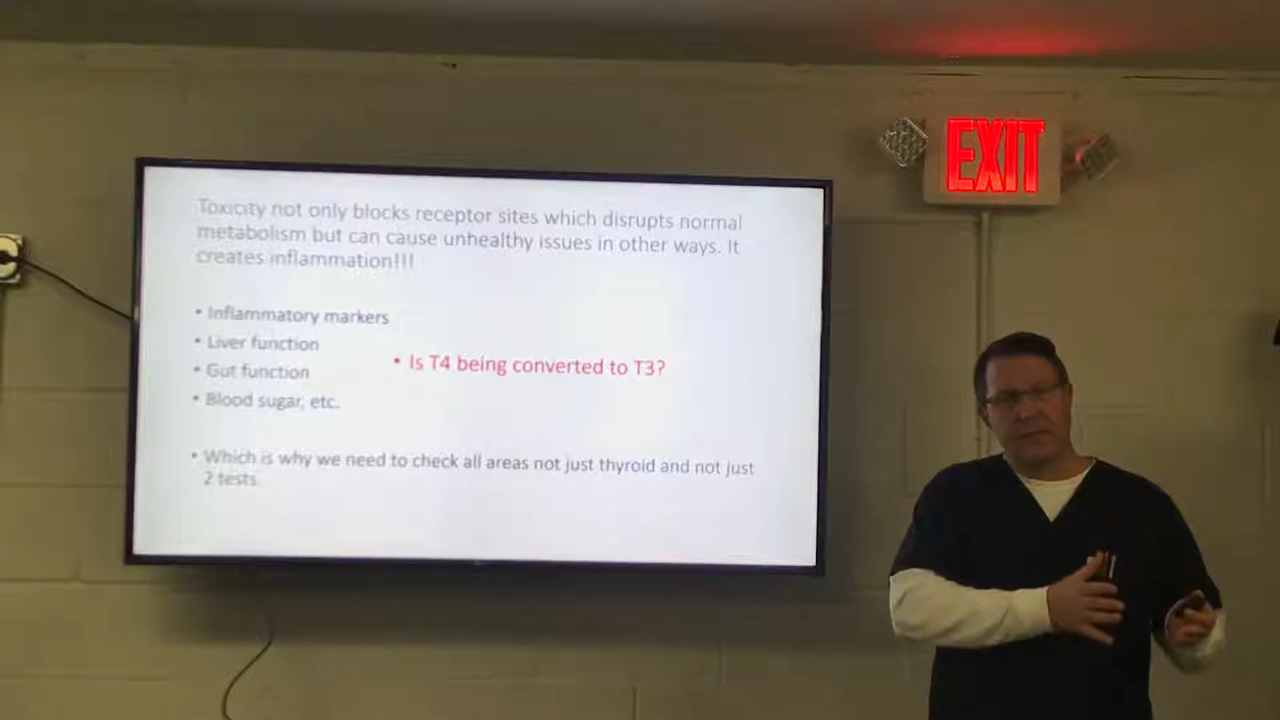 EXIT
Toxicity not only blocks receptor sites which disrupts normal
metabolism but can cause unhealthy issues in other ways. It
creates inflammation!!!
• Inflammatory markers
• Liver function
• Is T4 being converted to T3?
• Gut function
• Blood sugar, etc.
• Which is why we need to check all areas not just thyroid and not just
2 tests